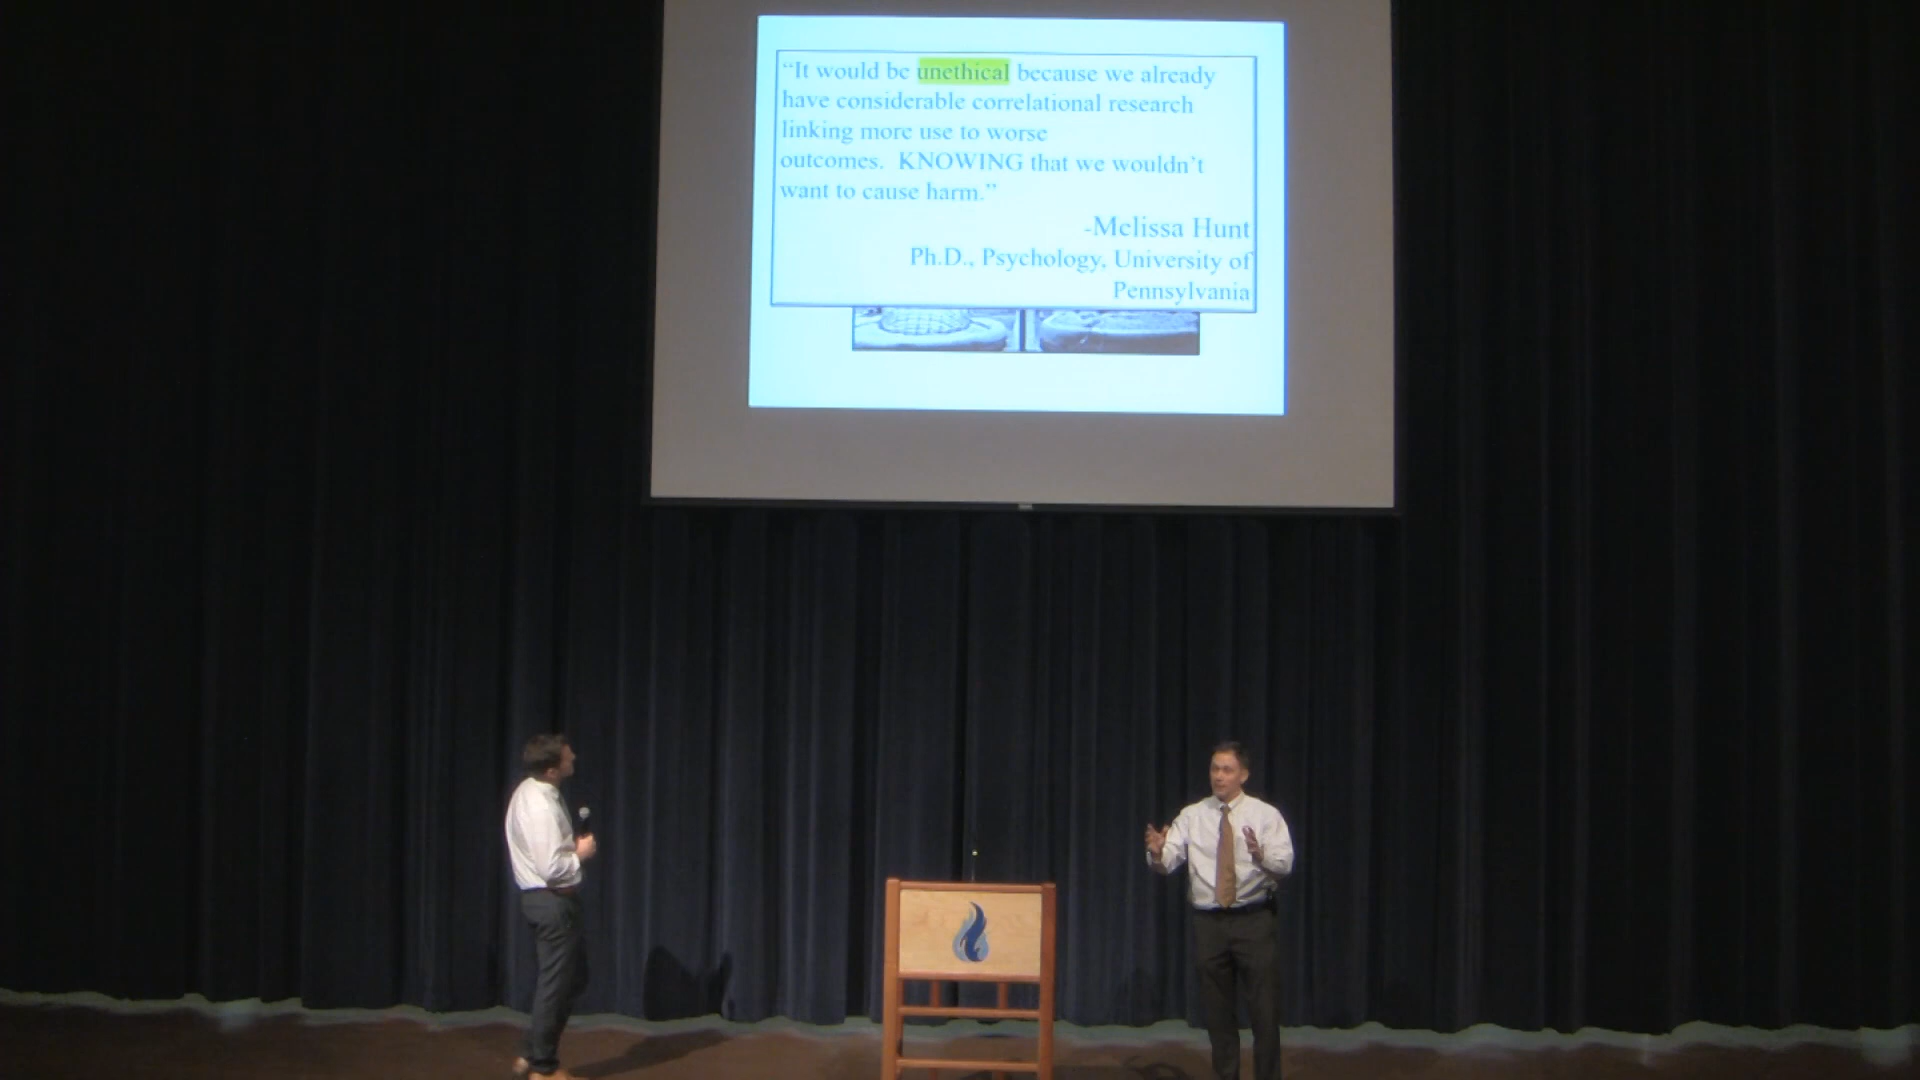 “It would be unethical because we already
have considerable correlational research
linking more use to worse
outcomes.  KNOWING that we wouldn’t
want to cause harm.”
-Melissa Hunt
Ph.D., Psychology, University of
Pennsylvania